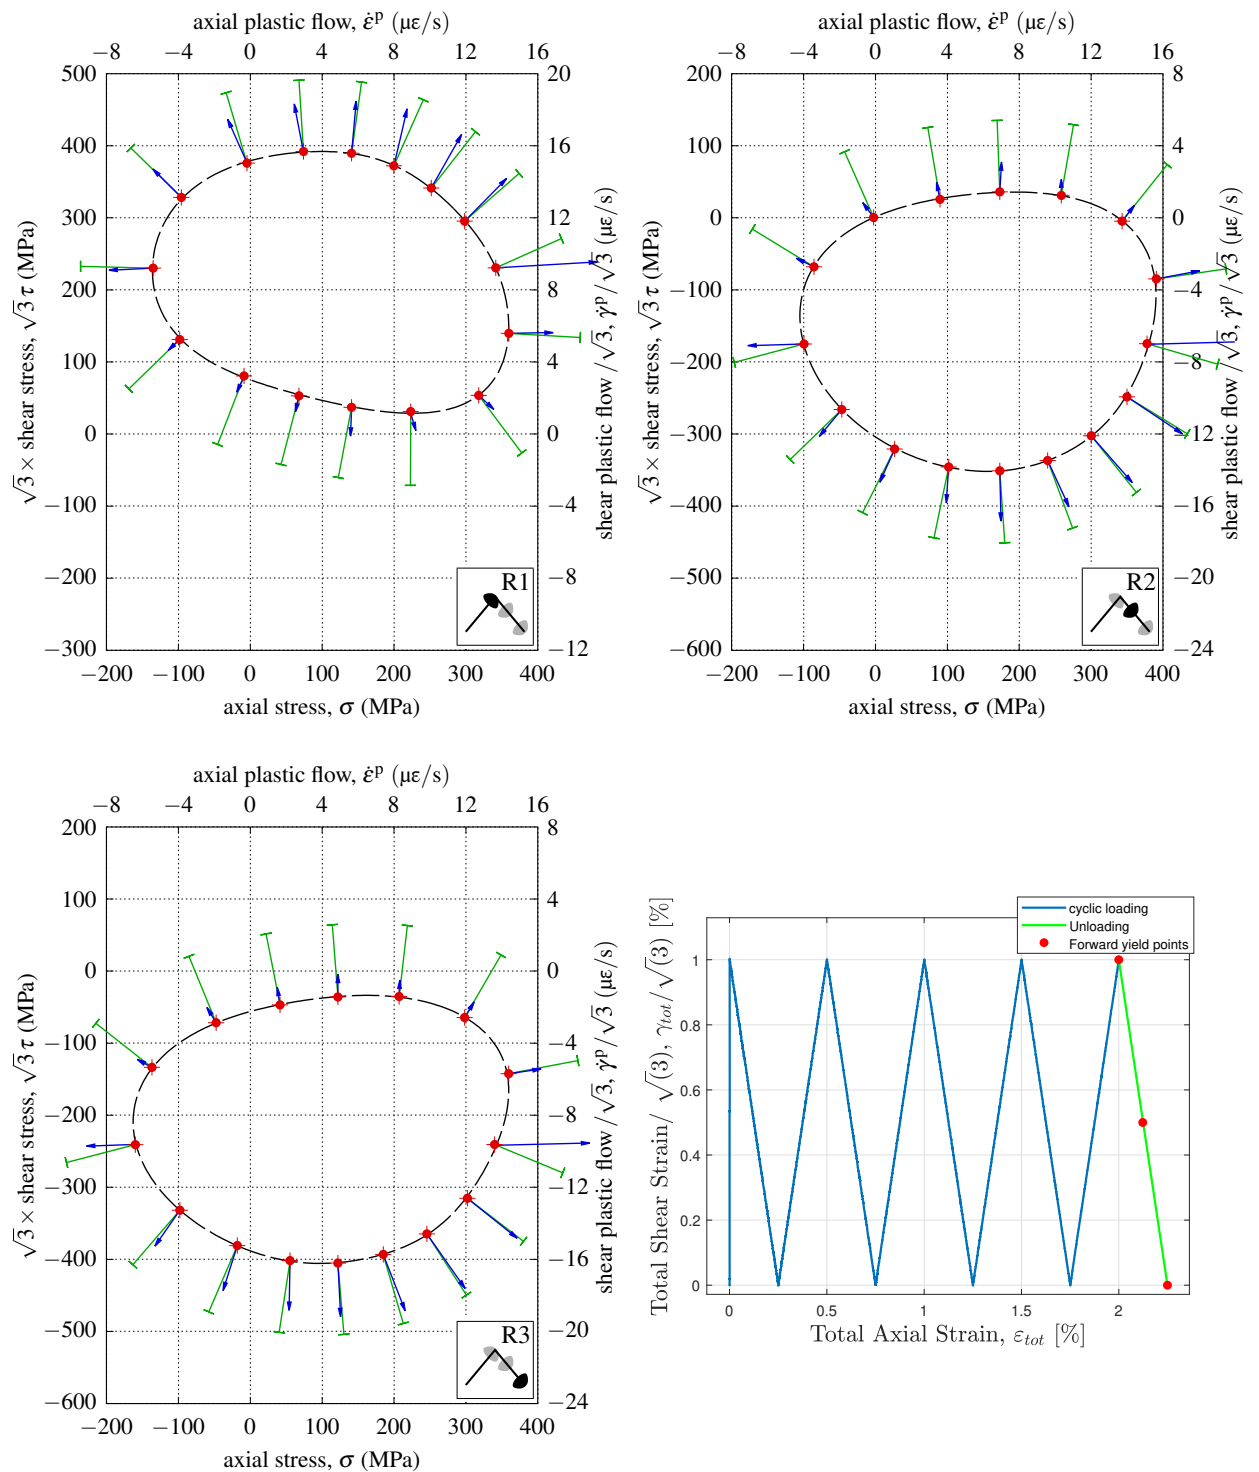 axial plastic flow, ε̇ᵖ (με/s)
−8 −4 0 4 8 12 16
500 400 300 200 100 0 −100 −200 −300
√3 × shear stress, √3 τ (MPa)
20 16 12 8 4 0 −4 −8 −12
shear plastic flow /√3, γ̇ᵖ/√3 (με/s)
R1
−200 −100 0 100 200 300 400
axial stress, σ (MPa)
axial plastic flow, ε̇ᵖ (με/s)
−8 −4 0 4 8 12 16
200 100 0 −100 −200 −300 −400 −500 −600
√3 × shear stress, √3 τ (MPa)
8 4 0 −4 −8 −12 −16 −20 −24
shear plastic flow /√3, γ̇ᵖ/√3 (με/s)
R2
−200 −100 0 100 200 300 400
axial stress, σ (MPa)
axial plastic flow, ε̇ᵖ (με/s)
−8 −4 0 4 8 12 16
200 100 0 −100 −200 −300 −400 −500 −600
√3 × shear stress, √3 τ (MPa)
8 4 0 −4 −8 −12 −16 −20 −24
shear plastic flow /√3, γ̇ᵖ/√3 (με/s)
R3
−200 −100 0 100 200 300 400
axial stress, σ (MPa)
cyclic loading
Unloading
Forward yield points
Total Shear Strain/ √(3), γ_tot/√(3) [%]
1 0.8 0.6 0.4 0.2 0
0 0.5 1 1.5 2
Total Axial Strain, ε_tot [%]